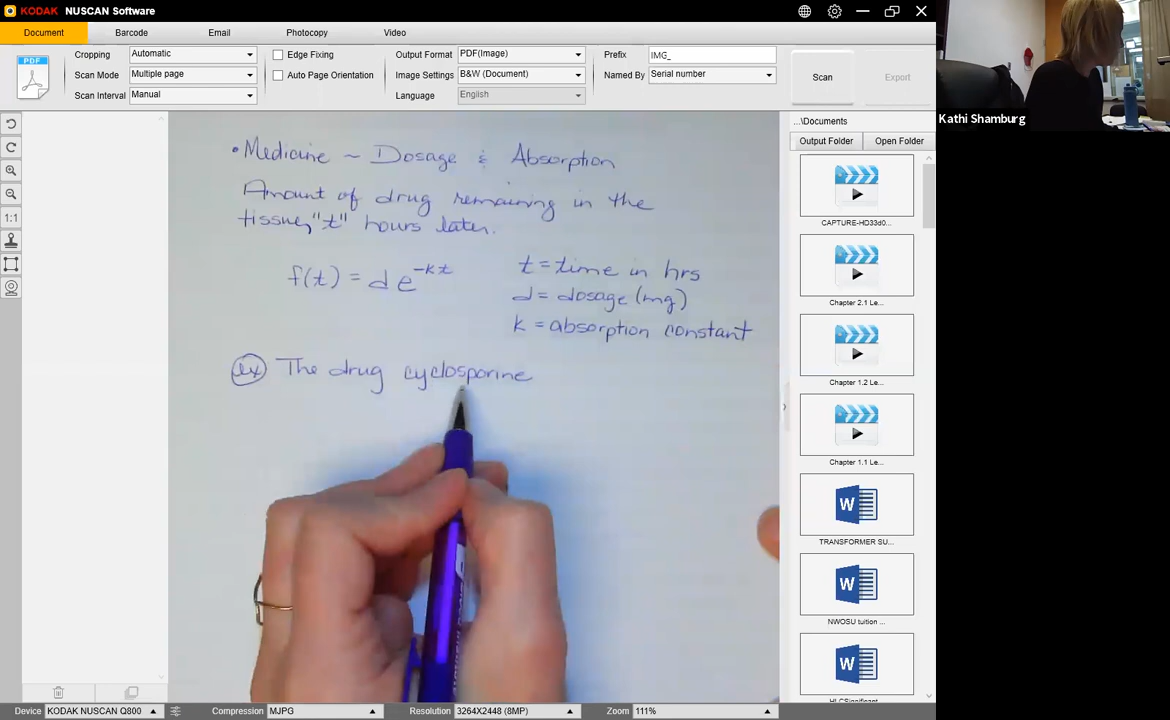 KODAK NUSCAN Software
Document
Barcode
Email
Photocopy
Video
PDF
Cropping
Automatic
Scan Mode
Multiple page
Scan Interval
Manual
Edge Fixing
Auto Page Orientation
Output Format
PDF(Image)
Image Settings
B&W (Document)
Language
English
Prefix
IMG_
Named By
Serial number
Scan
Export
1:1
• Medicine ~ Dosage & Absorption
Amount of drug remaining in the
tissue, "t" hours later.
f(t) = d e^-kt
t = time in hrs
d = dosage (mg)
k = absorption constant
ex The drug cyclosporine
...\Documents
Output Folder
Open Folder
CAPTURE-HD33d0...
Chapter 2.1 Le...
Chapter 1.2 Le...
Chapter 1.1 Le...
W
TRANSFORMER SU...
W
NWOSU tuition ...
W
HLCSignificant
Kathi Shamburg
Device
KODAK NUSCAN Q800
Compression
MJPG
Resolution
3264X2448 (8MP)
Zoom
111%